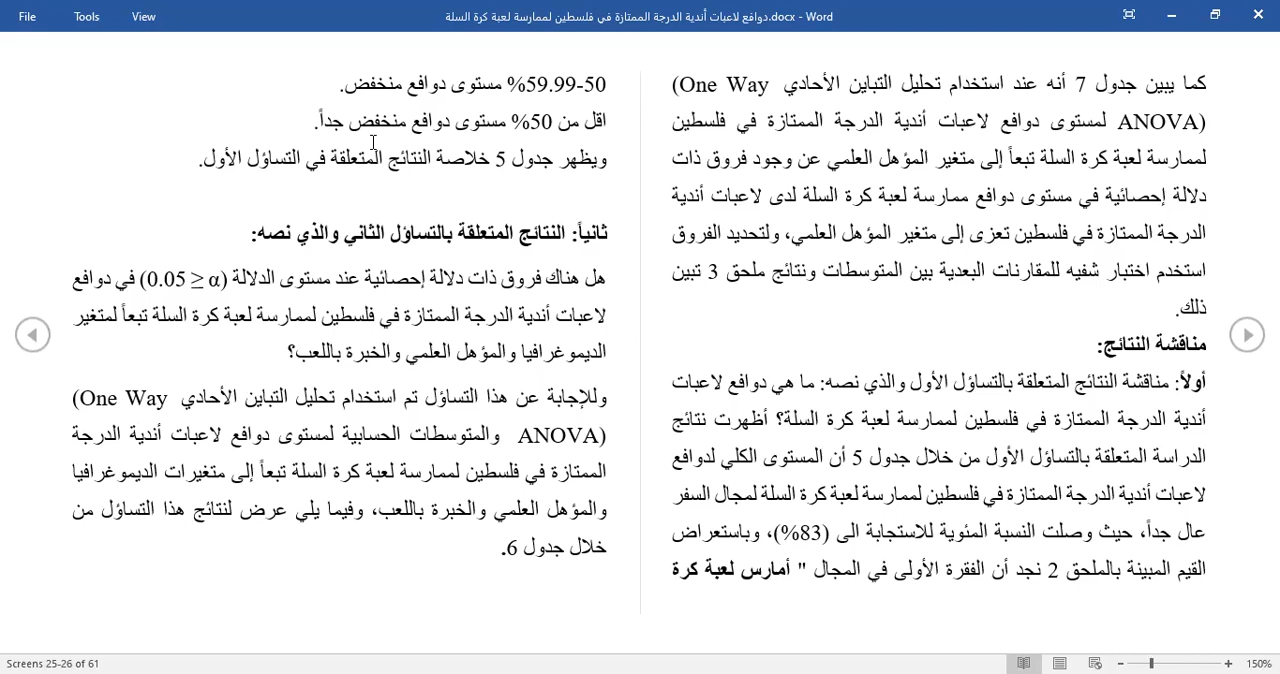 دوافع لاعبات أندية الدرجة الممتازة في فلسطين لممارسة لعبة كرة السلة.docx - Word
File Tools View
50-59.99% مستوى دوافع منخفض.
اقل من 50% مستوى دوافع منخفض جداً.
ويظهر جدول 5 خلاصة النتائج المتعلقة في التساؤل الأول.
ثانياً: النتائج المتعلقة بالتساؤل الثاني والذي نصه:
هل هناك فروق ذات دلالة إحصائية عند مستوى الدلالة (α ≤ 0.05) في دوافع
لاعبات أندية الدرجة الممتازة في فلسطين لممارسة لعبة كرة السلة تبعاً لمتغير
الديموغرافيا والمؤهل العلمي والخبرة باللعب؟
وللإجابة عن هذا التساؤل تم استخدام تحليل التباين الأحادي (One Way
ANOVA) والمتوسطات الحسابية لمستوى دوافع لاعبات أندية الدرجة
الممتازة في فلسطين لممارسة لعبة كرة السلة تبعاً إلى متغيرات الديموغرافيا
والمؤهل العلمي والخبرة باللعب، وفيما يلي عرض لنتائج هذا التساؤل من
خلال جدول 6.
كما يبين جدول 7 أنه عند استخدام تحليل التباين الأحادي (One Way
ANOVA) لمستوى دوافع لاعبات أندية الدرجة الممتازة في فلسطين
لممارسة لعبة كرة السلة تبعاً إلى متغير المؤهل العلمي عن وجود فروق ذات
دلالة إحصائية في مستوى دوافع ممارسة لعبة كرة السلة لدى لاعبات أندية
الدرجة الممتازة في فلسطين تعزى إلى متغير المؤهل العلمي، ولتحديد الفروق
استخدم اختبار شفيه للمقارنات البعدية بين المتوسطات ونتائج ملحق 3 تبين
ذلك.
مناقشة النتائج:
أولاً: مناقشة النتائج المتعلقة بالتساؤل الأول والذي نصه: ما هي دوافع لاعبات
أندية الدرجة الممتازة في فلسطين لممارسة لعبة كرة السلة؟ أظهرت نتائج
الدراسة المتعلقة بالتساؤل الأول من خلال جدول 5 أن المستوى الكلي لدوافع
لاعبات أندية الدرجة الممتازة في فلسطين لممارسة لعبة كرة السلة لمجال السفر
عال جداً، حيث وصلت النسبة المئوية للاستجابة الى (83%)، وباستعراض
القيم المبينة بالملحق 2 نجد أن الفقرة الأولى في المجال " أمارس لعبة كرة
Screens 25-26 of 61
150%